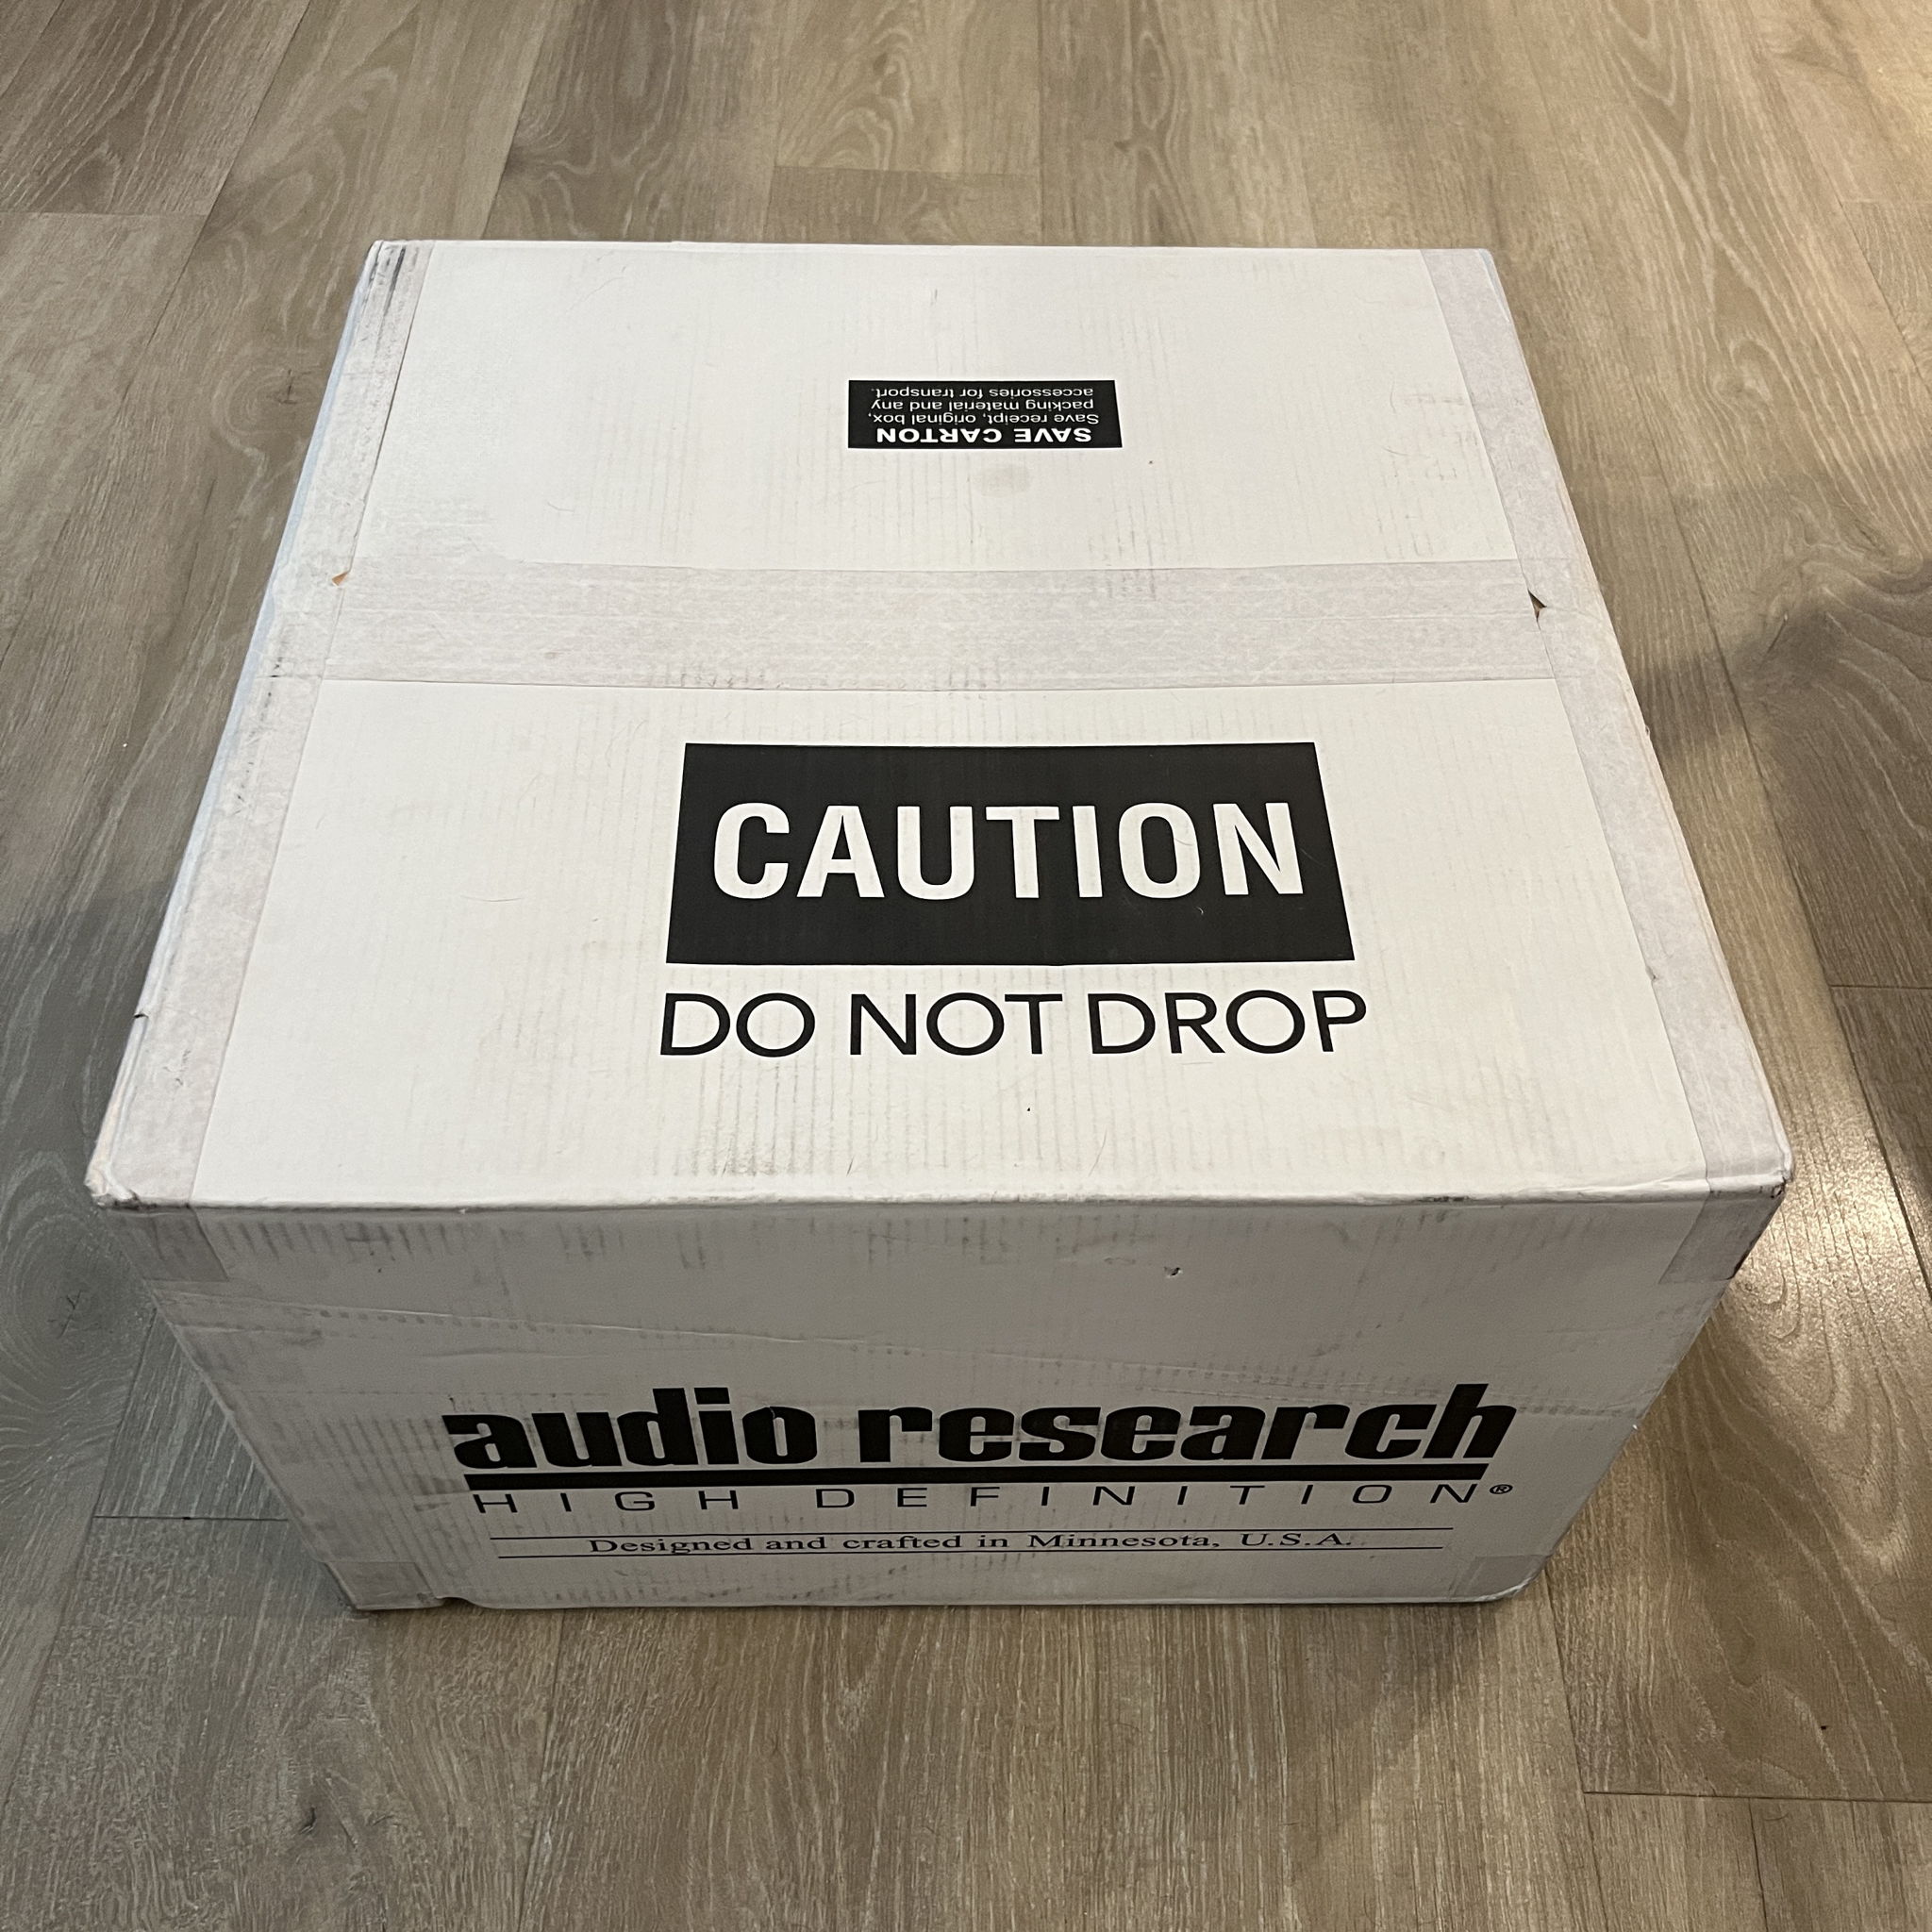 SAVE CARTON
Save receipt, original box,
packing material and any
accessories for transport.
CAUTION
DO NOT DROP
audio research
HIGH DEFINITION®
Designed and crafted in Minnesota, U.S.A.